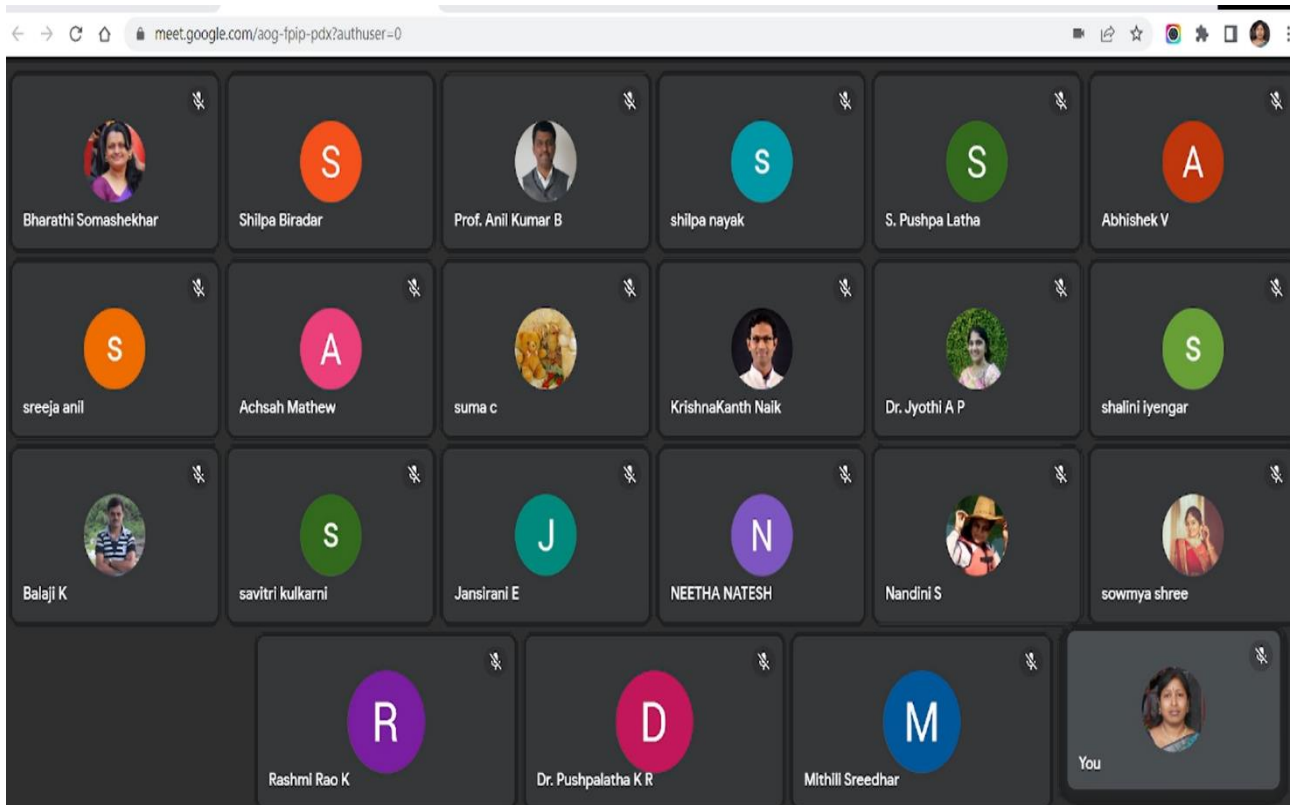 meet.google.com/aog-fpip-pdx?authuser=0
S
Bharathi Somashekhar
Shilpa Biradar
Prof. Anil Kumar B
s
shilpa nayak
S
S. Pushpa Latha
A
Abhishek V
s
sreeja anil
A
Achsah Mathew
suma c
KrishnaKanth Naik
Dr. Jyothi A P
s
shalini iyengar
Balaji K
s
savitri kulkarni
J
Jansirani E
N
NEETHA NATESH
Nandini S
sowmya shree
R
Rashmi Rao K
D
Dr. Pushpalatha K R
M
Mithill Sreedhar
You